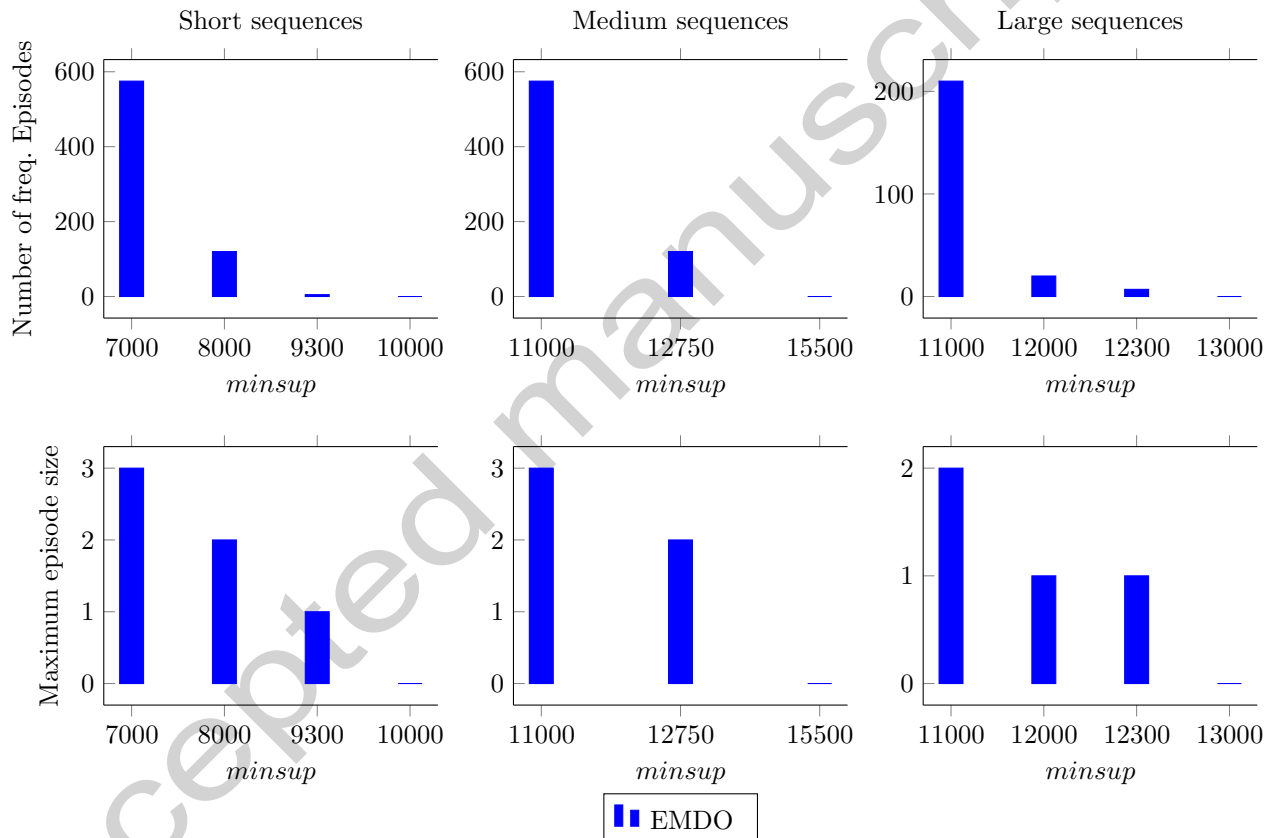 Short sequences
Medium sequences
Large sequences
Number of freq. Episodes
600
400
200
0
7000 8000 9300 10000
minsup
600
400
200
0
11000 12750 15500
minsup
200
100
0
11000 12000 12300 13000
minsup
Maximum episode size
3
2
1
0
7000 8000 9300 10000
minsup
3
2
1
0
11000 12750 15500
minsup
2
1
0
11000 12000 12300 13000
minsup
EMDO
cepted manuscrip